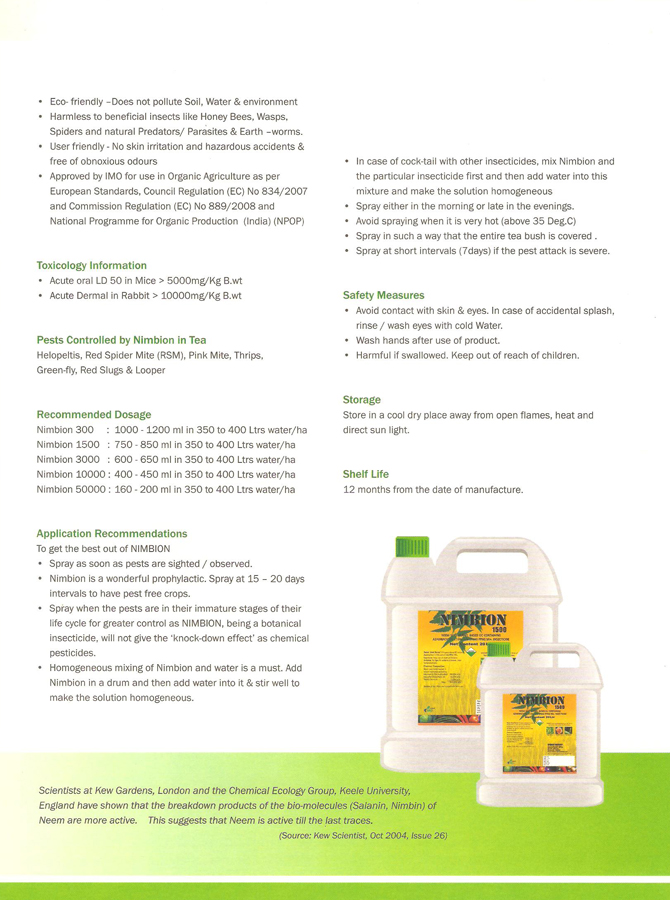 • Eco- friendly –Does not pollute Soil, Water & environment
• Harmless to beneficial insects like Honey Bees, Wasps,
Spiders and natural Predators/ Parasites & Earth –worms.
• User friendly - No skin irritation and hazardous accidents &
free of obnoxious odours
• Approved by IMO for use in Organic Agriculture as per
European Standards, Council Regulation (EC) No 834/2007
and Commission Regulation (EC) No 889/2008 and
National Programme for Organic Production (India) (NPOP)
Toxicology Information
• Acute oral LD 50 in Mice > 5000mg/Kg B.wt
• Acute Dermal in Rabbit > 10000mg/Kg B.wt
Pests Controlled by Nimbion in Tea
Helopeltis, Red Spider Mite (RSM), Pink Mite, Thrips,
Green-fly, Red Slugs & Looper
Recommended Dosage
Nimbion 300 : 1000 - 1200 ml in 350 to 400 Ltrs water/ha
Nimbion 1500 : 750 - 850 ml in 350 to 400 Ltrs water/ha
Nimbion 3000 : 600 - 650 ml in 350 to 400 Ltrs water/ha
Nimbion 10000 : 400 - 450 ml in 350 to 400 Ltrs water/ha
Nimbion 50000 : 160 - 200 ml in 350 to 400 Ltrs water/ha
Application Recommendations
To get the best out of NIMBION
• Spray as soon as pests are sighted / observed.
• Nimbion is a wonderful prophylactic. Spray at 15 – 20 days
intervals to have pest free crops.
• Spray when the pests are in their immature stages of their
life cycle for greater control as NIMBION, being a botanical
insecticide, will not give the ‘knock-down effect’ as chemical
pesticides.
• Homogeneous mixing of Nimbion and water is a must. Add
Nimbion in a drum and then add water into it & stir well to
make the solution homogeneous.
• In case of cock-tail with other insecticides, mix Nimbion and
the particular insecticide first and then add water into this
mixture and make the solution homogeneous
• Spray either in the morning or late in the evenings.
• Avoid spraying when it is very hot (above 35 Deg.C)
• Spray in such a way that the entire tea bush is covered .
• Spray at short intervals (7days) if the pest attack is severe.
Safety Measures
• Avoid contact with skin & eyes. In case of accidental splash,
rinse / wash eyes with cold Water.
• Wash hands after use of product.
• Harmful if swallowed. Keep out of reach of children.
Storage
Store in a cool dry place away from open flames, heat and
direct sun light.
Shelf Life
12 months from the date of manufacture.
NIMBION
1500
NIMBION
1500
Scientists at Kew Gardens, London and the Chemical Ecology Group, Keele University,
England have shown that the breakdown products of the bio-molecules (Salanin, Nimbin) of
Neem are more active. This suggests that Neem is active till the last traces.
(Source: Kew Scientist, Oct 2004, Issue 26)